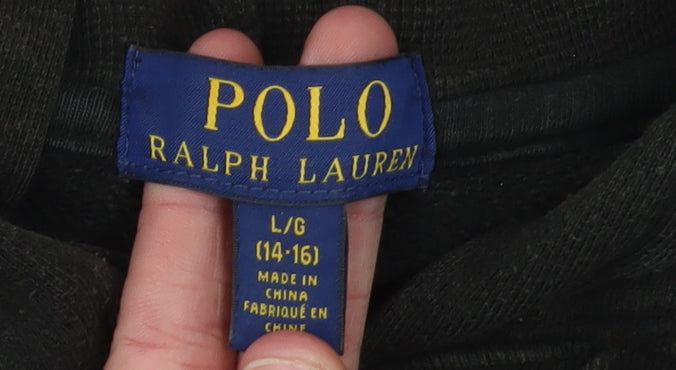 POLO
RALPH LAUREN
L/G
(14-16)
MADE IN
CHINA
FABRIQUÉ EN
CHINE